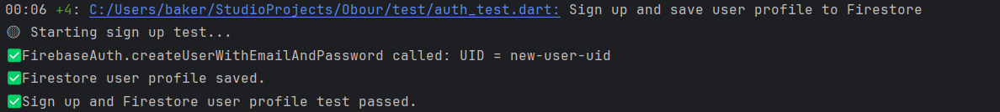 00:06 +4: C:/Users/baker/StudioProjects/Obour/test/auth_test.dart: Sign up and save user profile to Firestore
Starting sign up test...
✅FirebaseAuth.createUserWithEmailAndPassword called: UID = new-user-uid
✅Firestore user profile saved.
✅Sign up and Firestore user profile test passed.